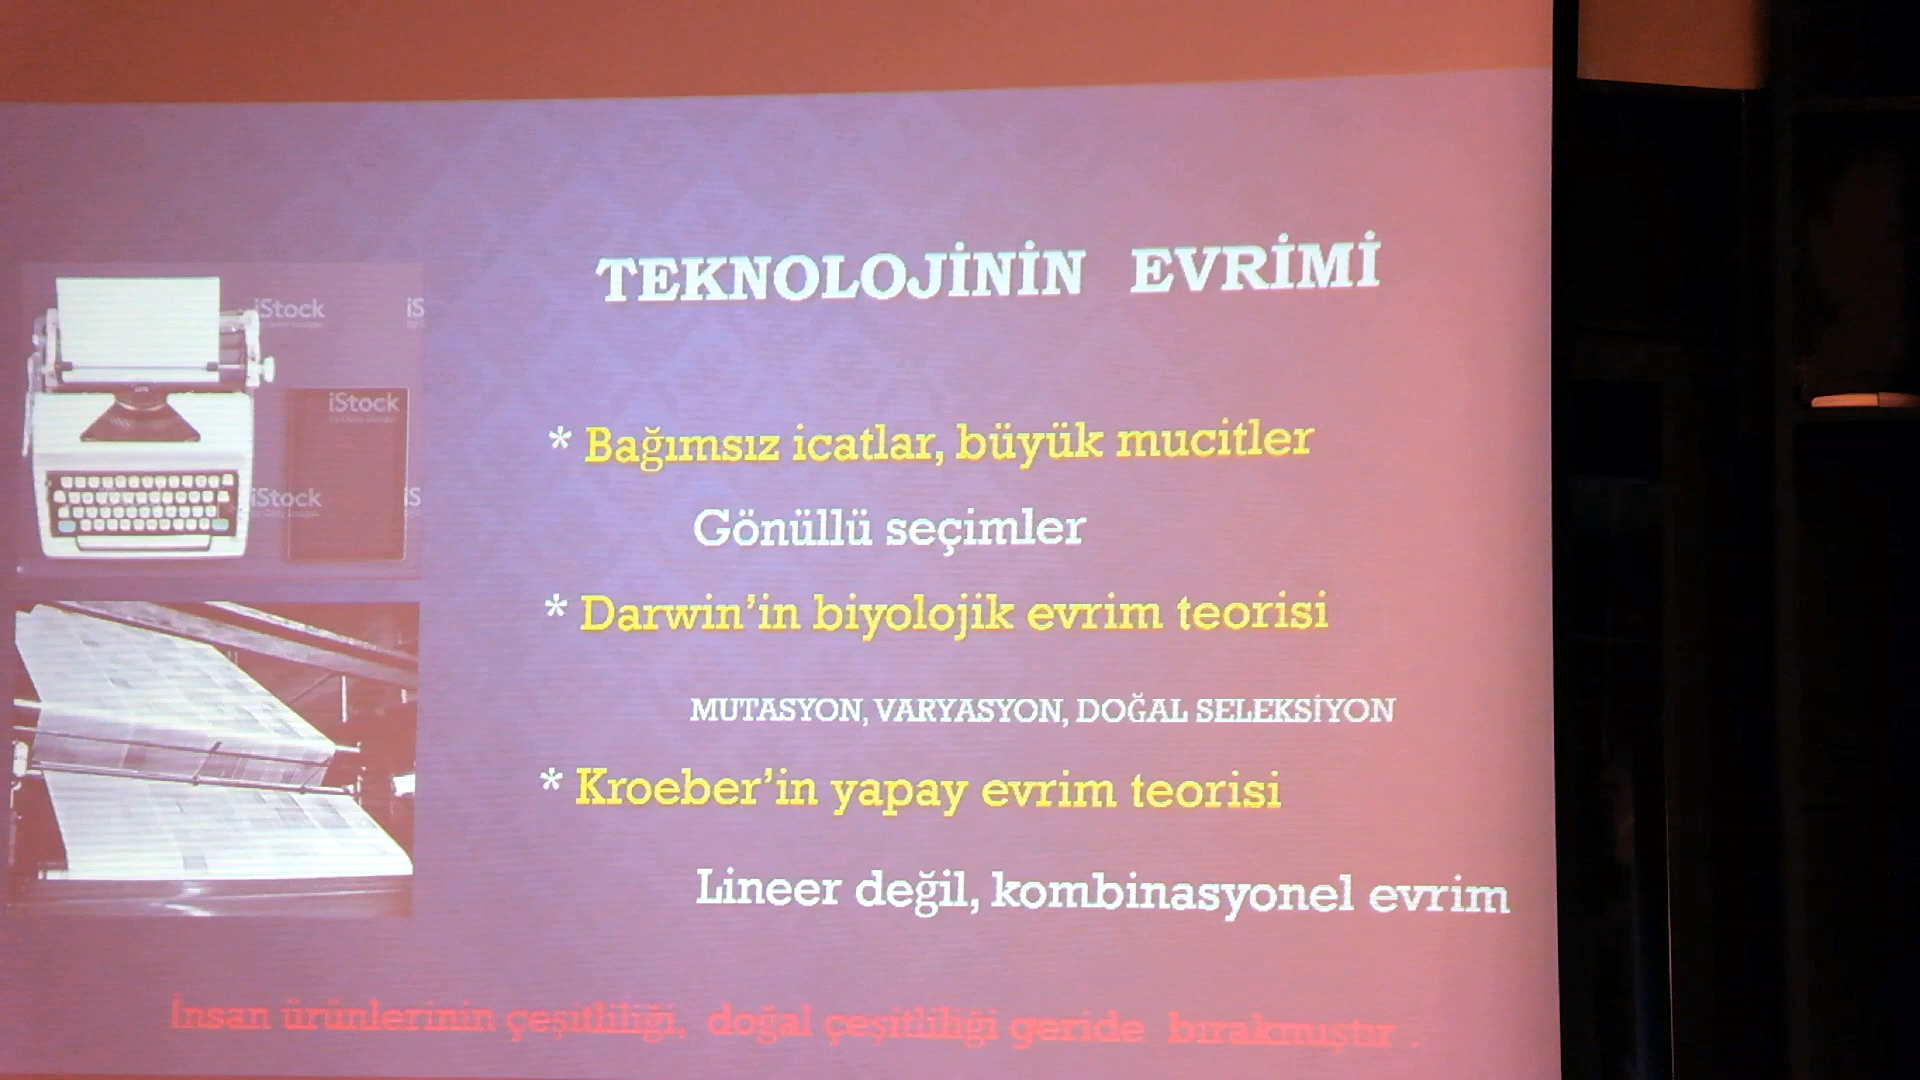 TEKNOLOJİNİN EVRİMİ
* Bağımsız icatlar, büyük mucitler
Gönüllü seçimler
* Darwin'in biyolojik evrim teorisi
MUTASYON, VARYASYON, DOĞAL SELEKSİYON
* Kroeber'in yapay evrim teorisi
Lineer değil, kombinasyonel evrim
İnsan ürünlerinin çeşitliliği, doğal çeşitliliği geride bırakmıştır .
iStock
iS
iStock
iStock
iS